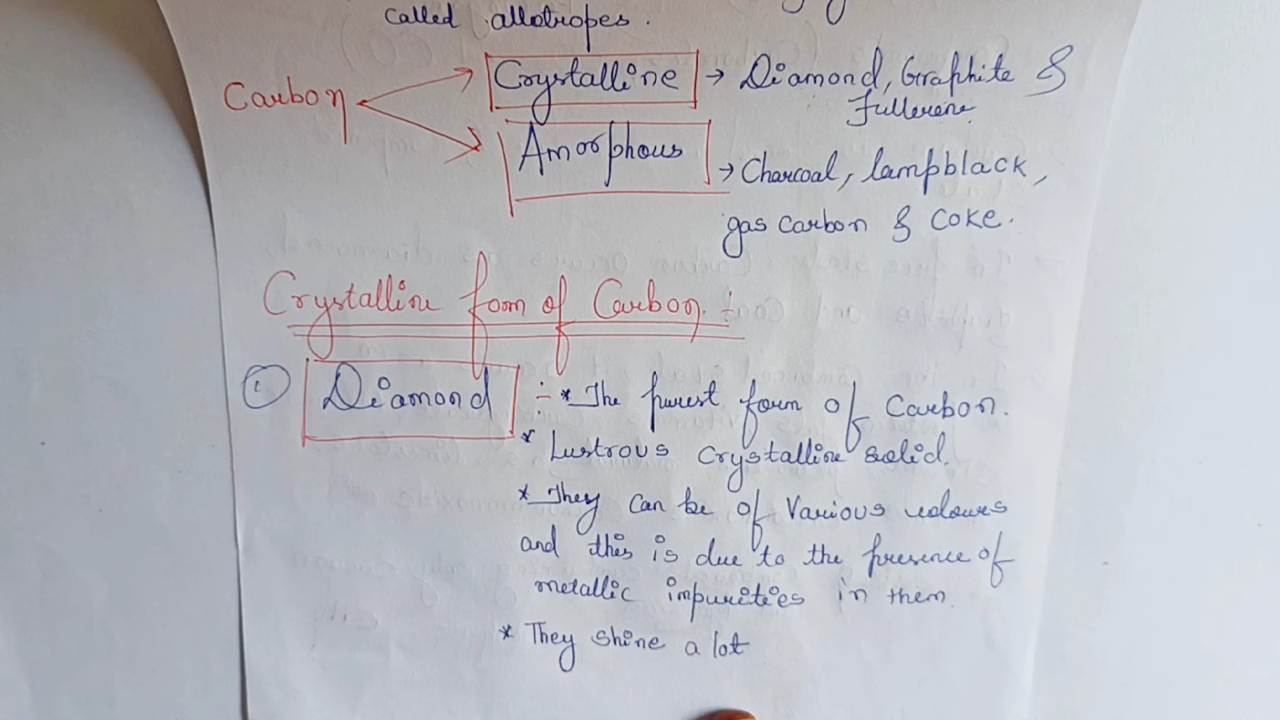 called allotropes.
Carbon → Crystalline → Diamond, Graphite &
Fullerene.
Amorphous → Charcoal, lampblack,
gas carbon & coke.
Crystalline form of Carbon :
1. Diamond :- * The purest form of Carbon.
* Lustrous crystalline solid.
* They can be of Various colours
and this is due to the presence of
metallic impurities in them.
* They shine a lot